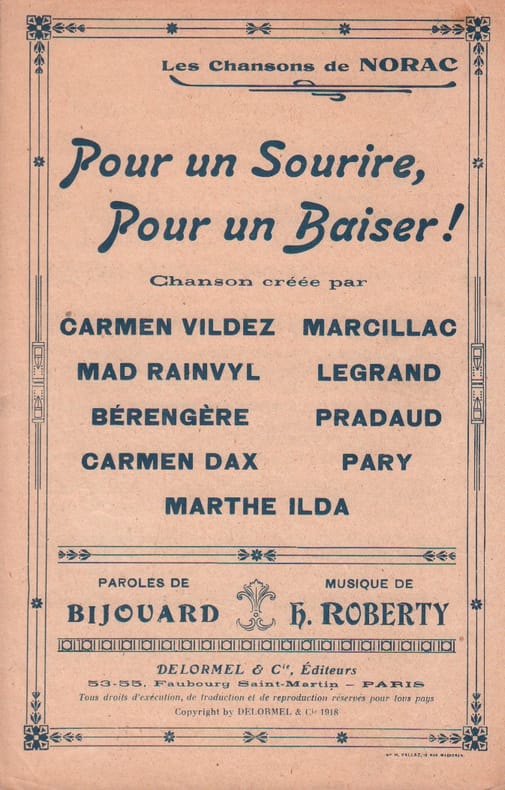 Les Chansons de NORAC
Pour un Sourire,
Pour un Baiser!
Chanson créée par
CARMEN VILDEZ MARCILLAC
MAD RAINVYL LEGRAND
BÉRENGÈRE PRADAUD
CARMEN DAX PARY
MARTHE ILDA
PAROLES DE MUSIQUE DE
BIJOUARD H. ROBERTY
DELORMEL & Cie, Éditeurs
53-55, Faubourg Saint-Martin — PARIS
Tous droits d'exécution, de traduction et de reproduction réservés pour tous pays
Copyright by DELORMEL & Cie 1918